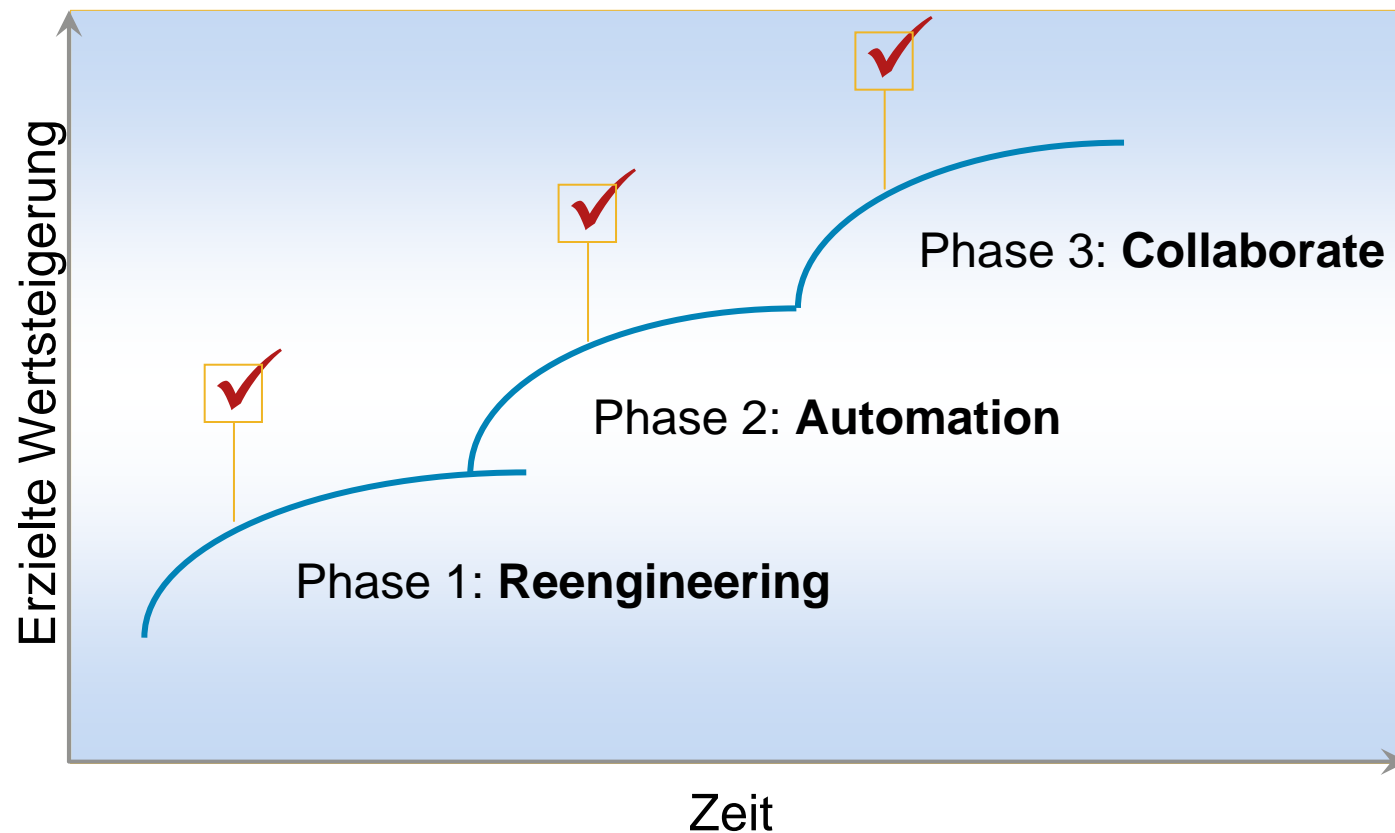 Erzielte Wertsteigerung
Phase 3: Collaborate
Phase 2: Automation
Phase 1: Reengineering
Zeit